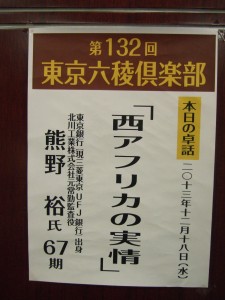 第132回
東京六稜倶楽部
本日の卓話
二〇一三年十二月十八日(水)
「西アフリカの実情」
東京銀行(現三菱東京UFJ銀行)出身
北川工業株式会社元常勤監査役
熊野 裕氏 67期